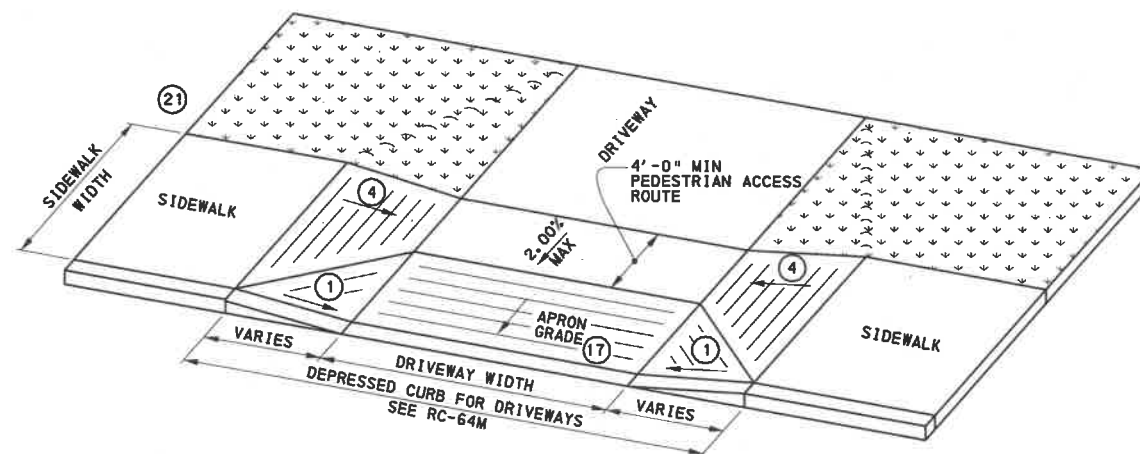 21
SIDEWALK
WIDTH
SIDEWALK
4
1
DRIVEWAY
4'-0" MIN
PEDESTRIAN ACCESS
ROUTE
2.00%
MAX
APRON
GRADE
17
4
1
SIDEWALK
VARIES
DRIVEWAY WIDTH
VARIES
DEPRESSED CURB FOR DRIVEWAYS
SEE RC-64M